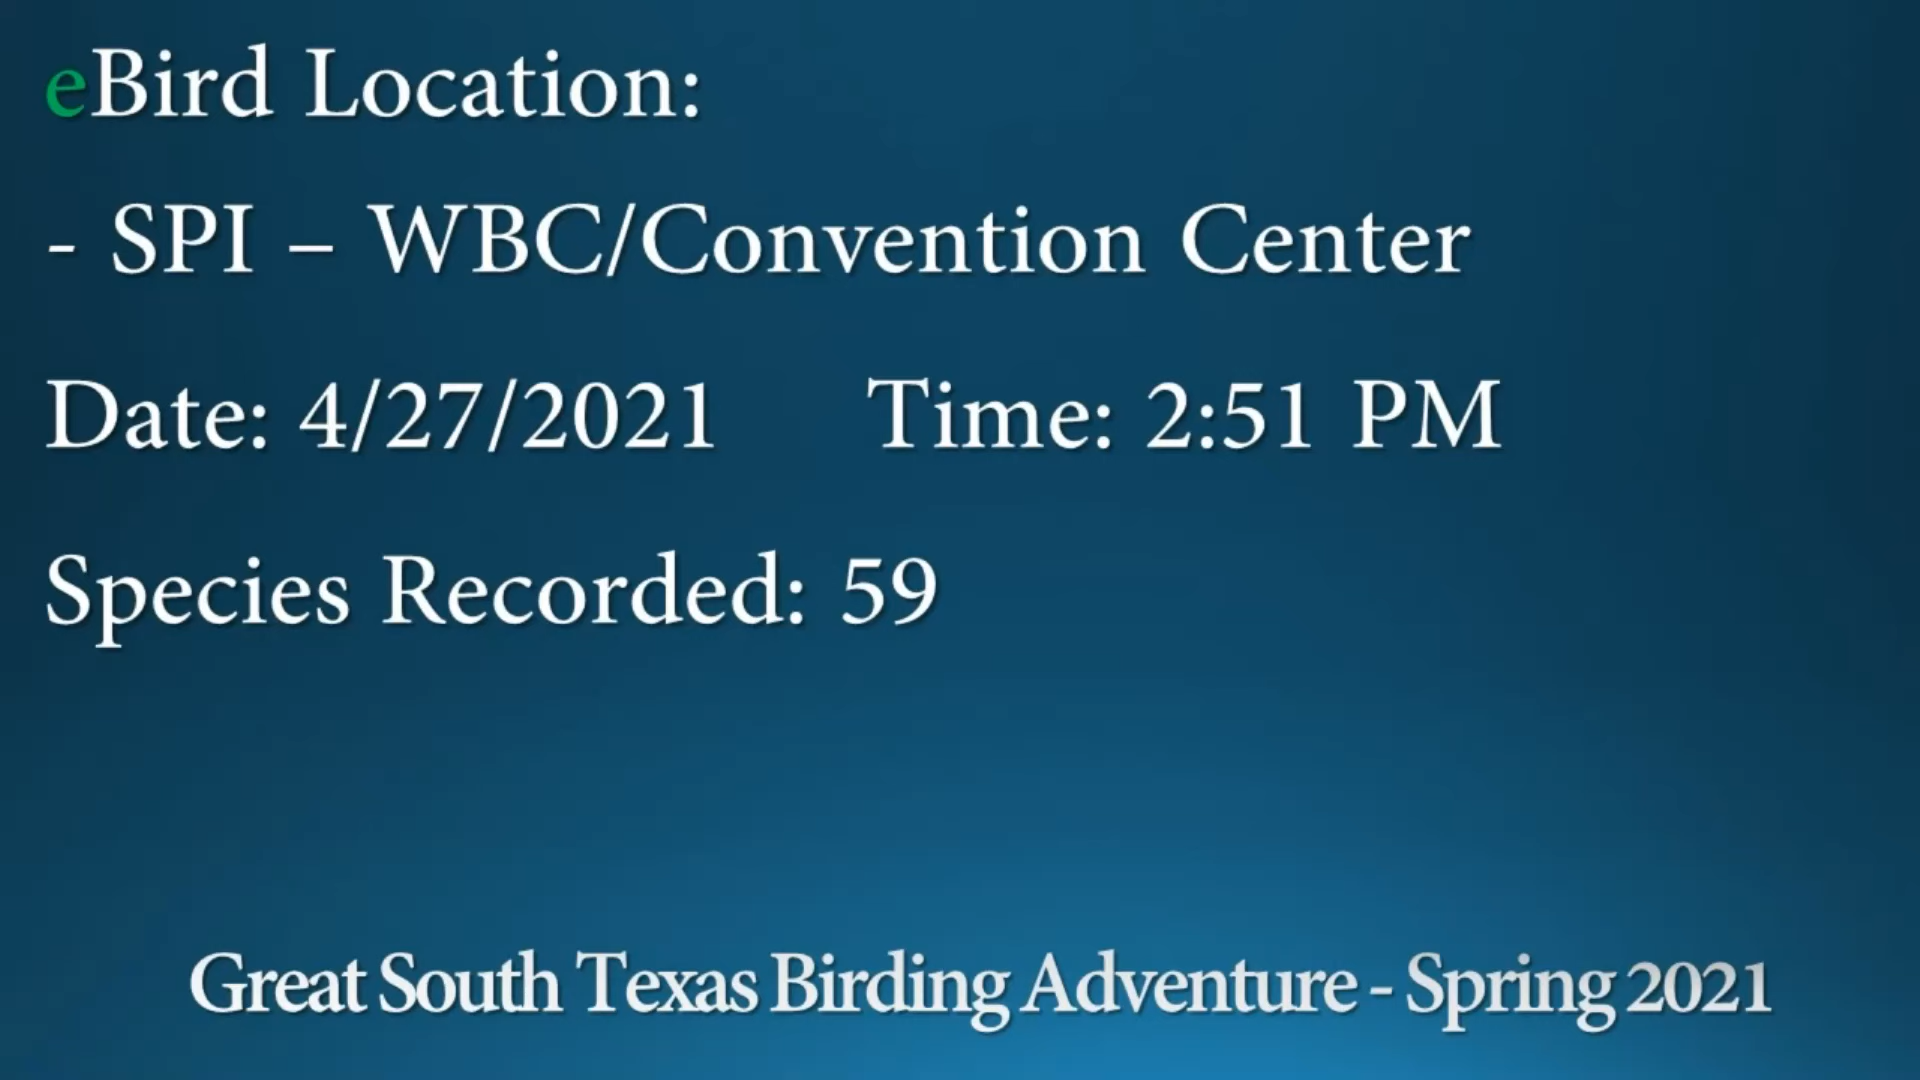 eBird Location:
- SPI – WBC/Convention Center
Date: 4/27/2021 Time: 2:51 PM
Species Recorded: 59
Great South Texas Birding Adventure - Spring 2021